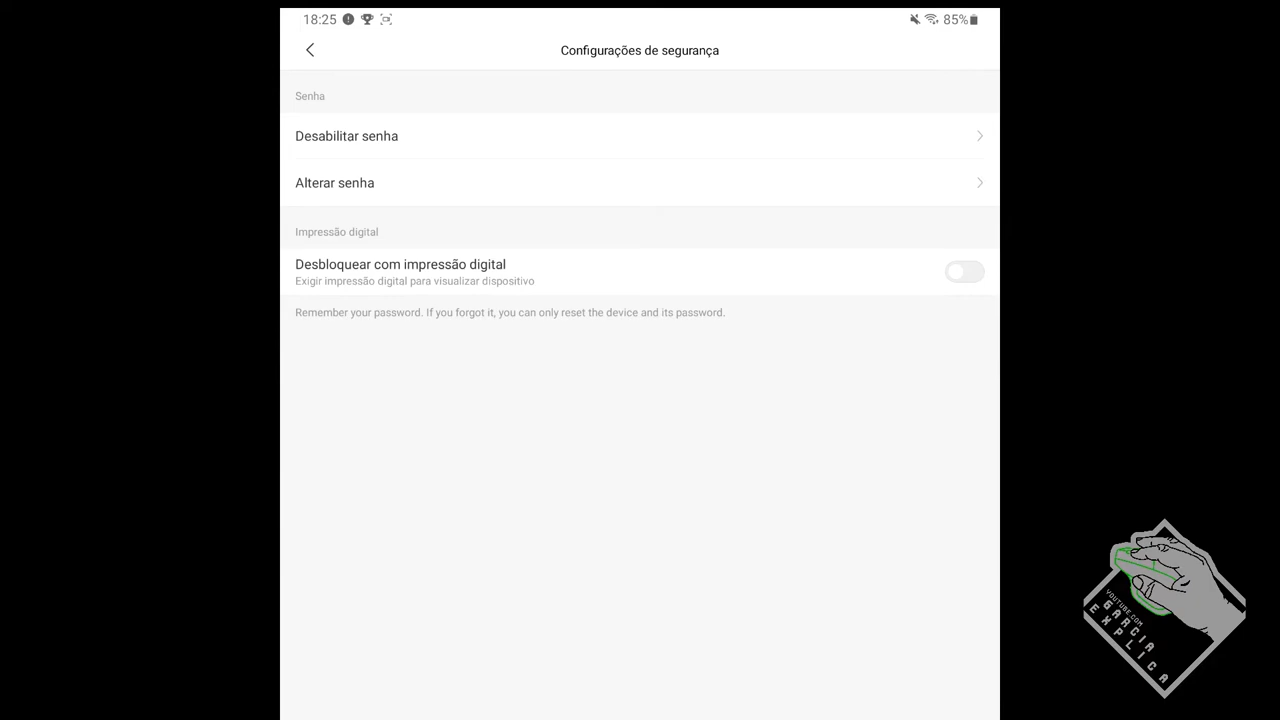 18:25
85%
Configurações de segurança
Senha
Desabilitar senha
Alterar senha
Impressão digital
Desbloquear com impressão digital
Exigir impressão digital para visualizar dispositivo
Remember your password. If you forgot it, you can only reset the device and its password.
YOUTUBE.COM
GARCIA
EXPLICA